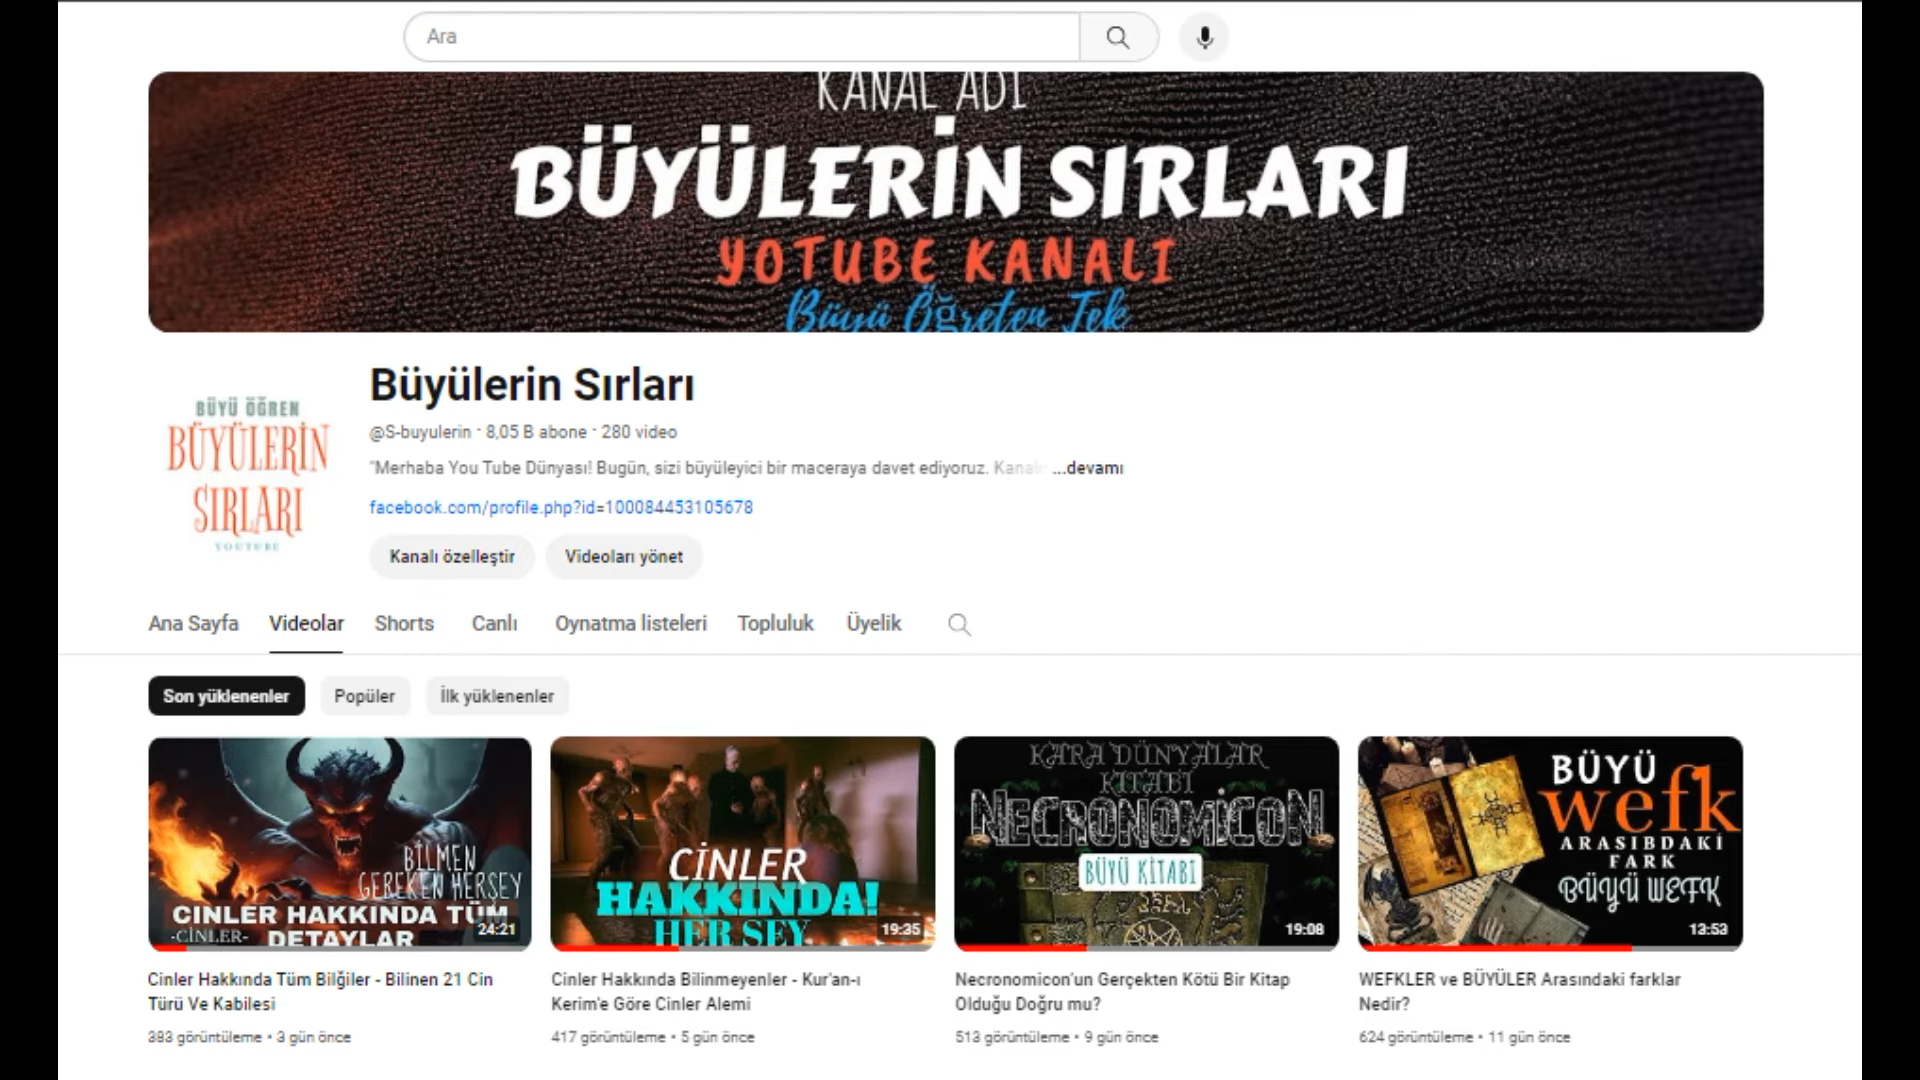 Ara
KANAL ADI
BÜYÜLERİN SIRLARI
YOTUBE KANALI
Büyü Öğreten Tek
BÜYÜ ÖĞREN
BÜYÜLERİN
SIRLARI
YOUTUBE
Büyülerin Sırları
@S-buyulerin · 8,05 B abone · 280 video
"Merhaba You Tube Dünyası! Bugün, sizi büyüleyici bir maceraya davet ediyoruz. ...devamı
facebook.com/profile.php?id=100084453105678
Kanalı özelleştir Videoları yönet
Ana Sayfa Videolar Shorts Canlı Oynatma listeleri Topluluk Üyelik
Son yüklenenler Popüler İlk yüklenenler
BİLMEN
GEREKEN HERŞEY
CINLER HAKKINDA TÜM
-CİNLER- DETAYLAR
24:21
CİNLER
HAKKINDA!
HER ŞEY
19:35
KARA DÜNYALAR
KITABI
NECRONOMİCON
BÜYÜ KİTABI
19:08
BÜYÜ
wefk
ARASIBDAKİ
FARK
BÜYÜ WEFK
13:53
Cinler Hakkında Tüm Bilğiler - Bilinen 21 Cin
Türü Ve Kabilesi
383 görüntüleme • 3 gün önce
Cinler Hakkında Bilinmeyenler - Kur'an-ı
Kerim'e Göre Cinler Alemi
417 görüntüleme • 5 gün önce
Necronomicon'un Gerçekten Kötü Bir Kitap
Olduğu Doğru mu?
513 görüntüleme • 9 gün önce
WEFKLER ve BÜYÜLER Arasındaki farklar
Nedir?
624 görüntüleme • 11 gün önce